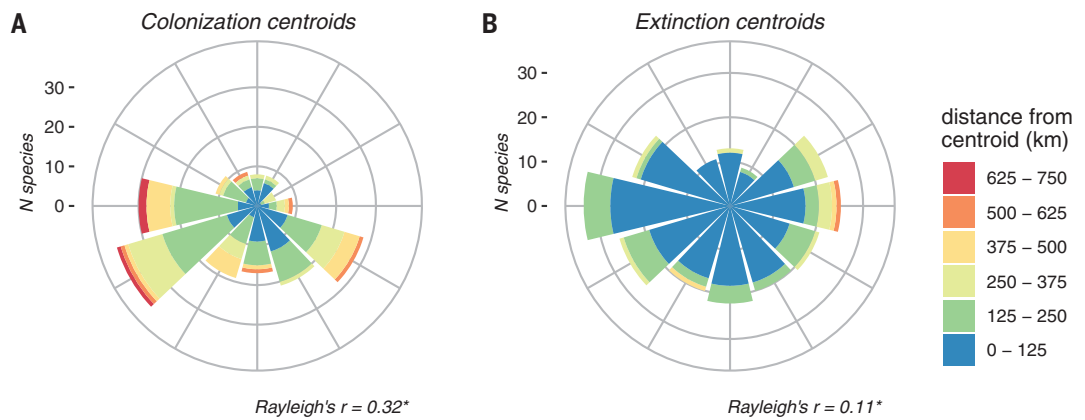 A
Colonization centroids
B
Extinction centroids
N species
30 -
20 -
10 -
0 -
N species
30 -
20 -
10 -
0 -
distance from
centroid (km)
625 – 750
500 – 625
375 – 500
250 – 375
125 – 250
0 – 125
Rayleigh's r = 0.32*
Rayleigh's r = 0.11*